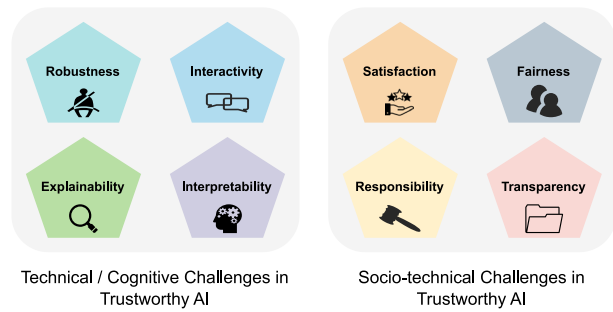 Robustness
Interactivity
Explainability
Interpretability
Technical / Cognitive Challenges in
Trustworthy AI
Satisfaction
Fairness
Responsibility
Transparency
Socio-technical Challenges in
Trustworthy AI